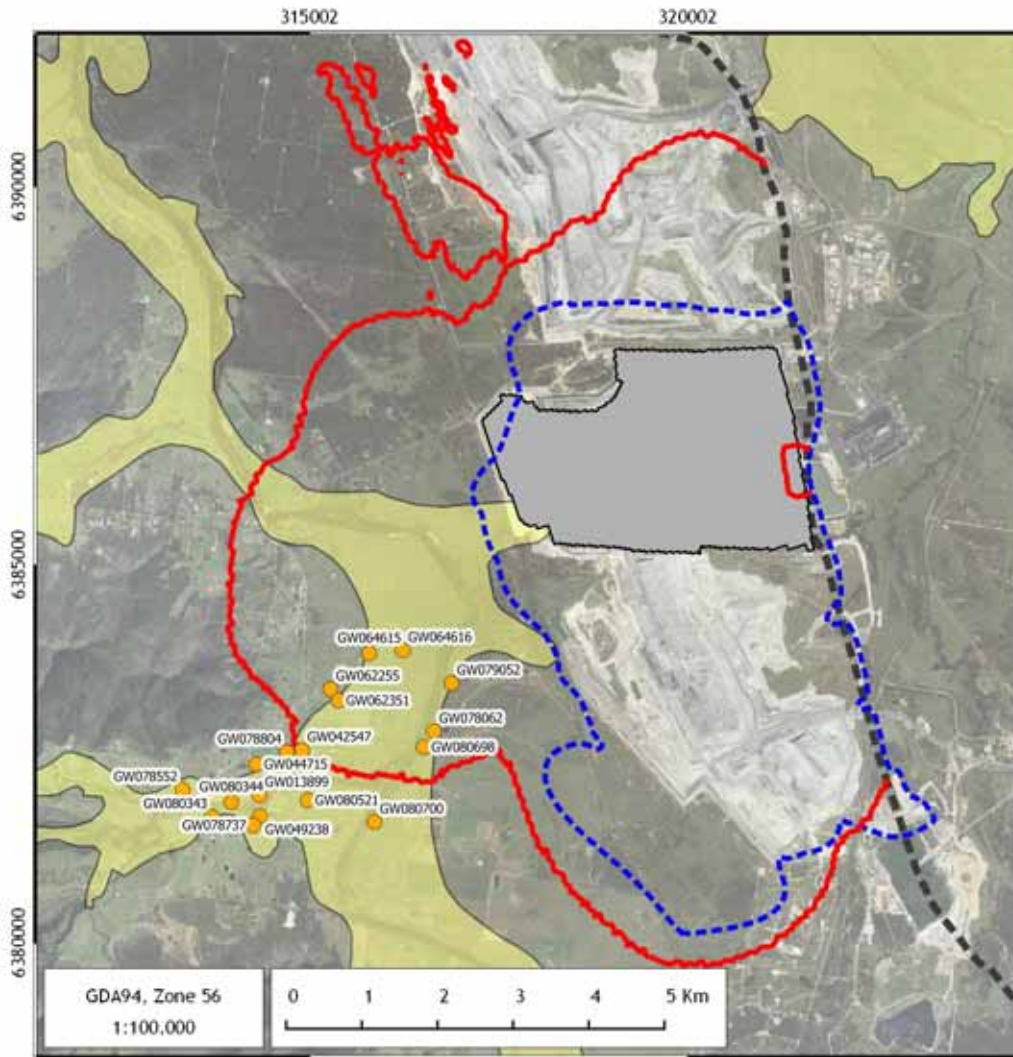 315002
320002
6390000
6385000
6380000
GW064615
GW064616
GW062255
GW079052
GW062351
GW078062
GW078804
GW042547
GW080698
GW044715
GW078552
GW080344
GW013899
GW080343
GW080521
GW080700
GW078737
GW049238
GDA94, Zone 56
1:100,000
0 1 2 3 4 5 Km